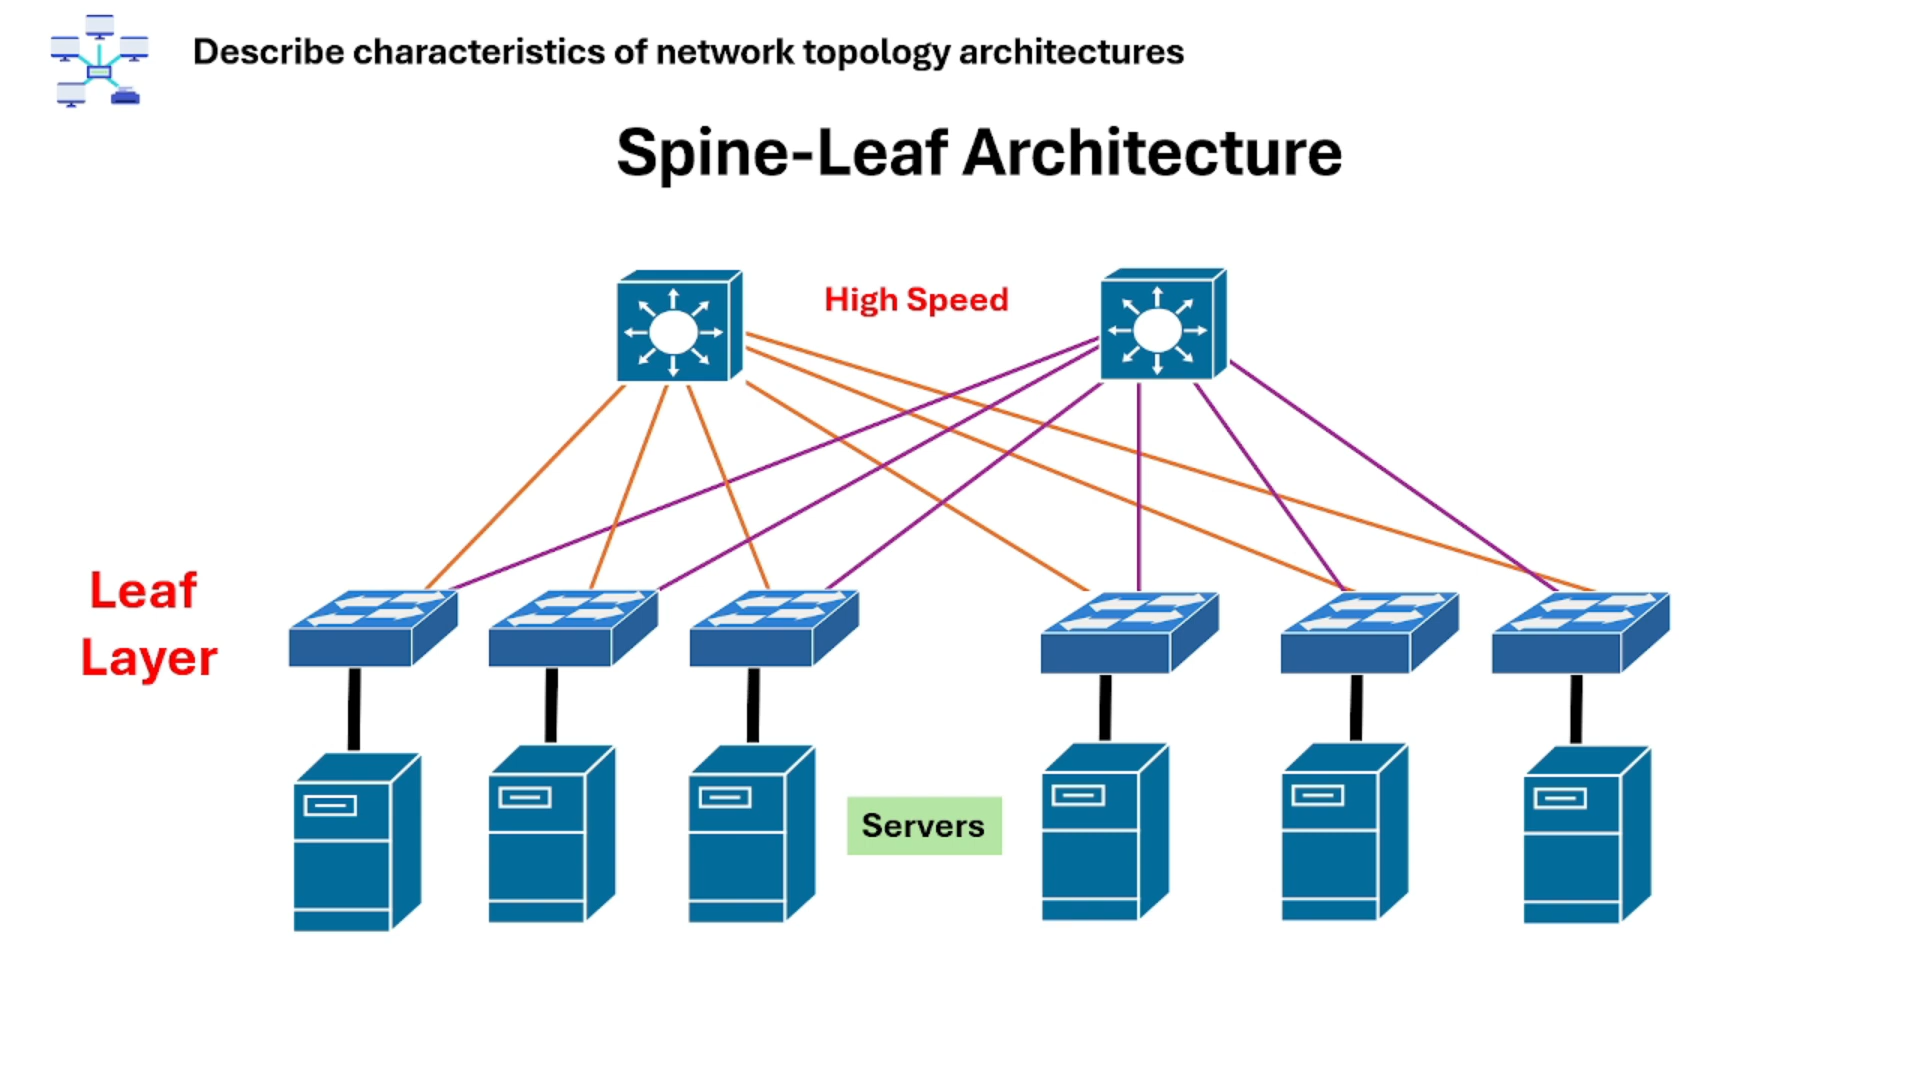 Describe characteristics of network topology architectures
Spine-Leaf Architecture
High Speed
Leaf
Layer
Servers